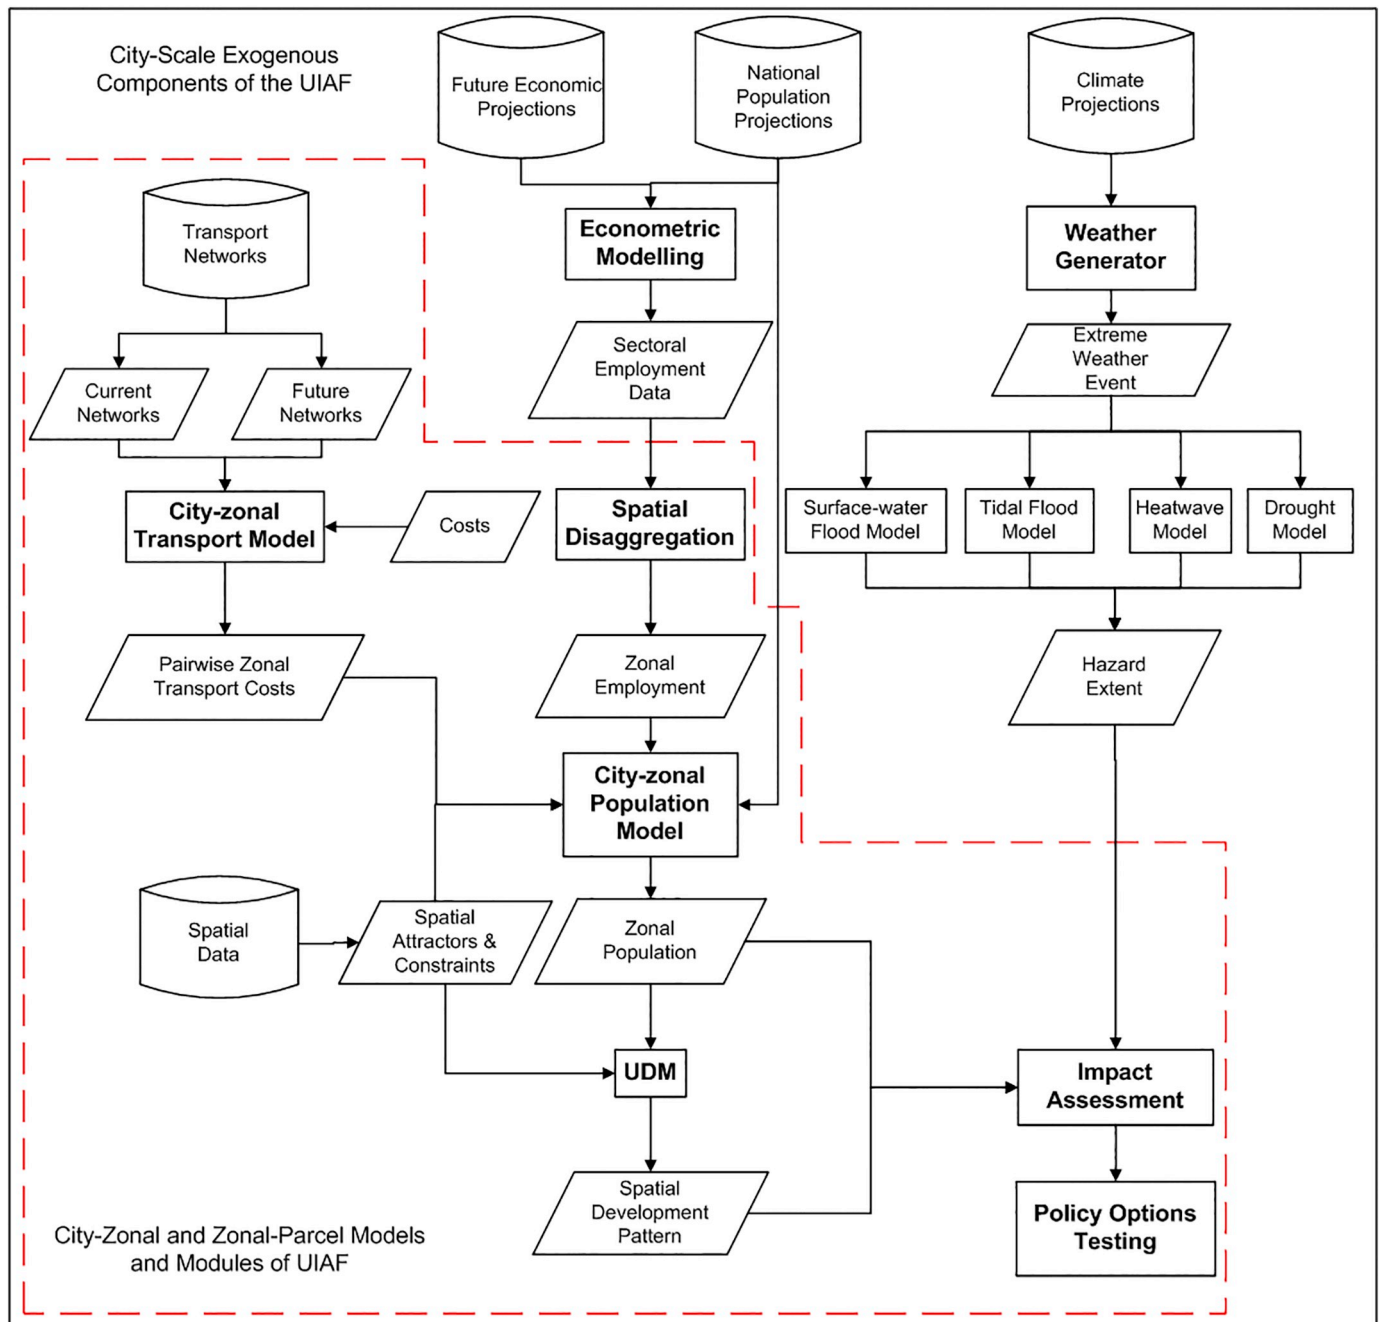 City-Scale Exogenous
Components of the UIAF
Future Economic
Projections
National
Population
Projections
Climate
Projections
Transport
Networks
Econometric
Modelling
Weather
Generator
Sectoral
Employment
Data
Extreme
Weather
Event
Current
Networks
Future
Networks
City-zonal
Transport Model
Costs
Spatial
Disaggregation
Surface-water
Flood Model
Tidal Flood
Model
Heatwave
Model
Drought
Model
Pairwise Zonal
Transport Costs
Zonal
Employment
Hazard
Extent
City-zonal
Population
Model
Spatial
Data
Spatial
Attractors &
Constraints
Zonal
Population
UDM
Impact
Assessment
Spatial
Development
Pattern
Policy Options
Testing
City-Zonal and Zonal-Parcel Models
and Modules of UIAF